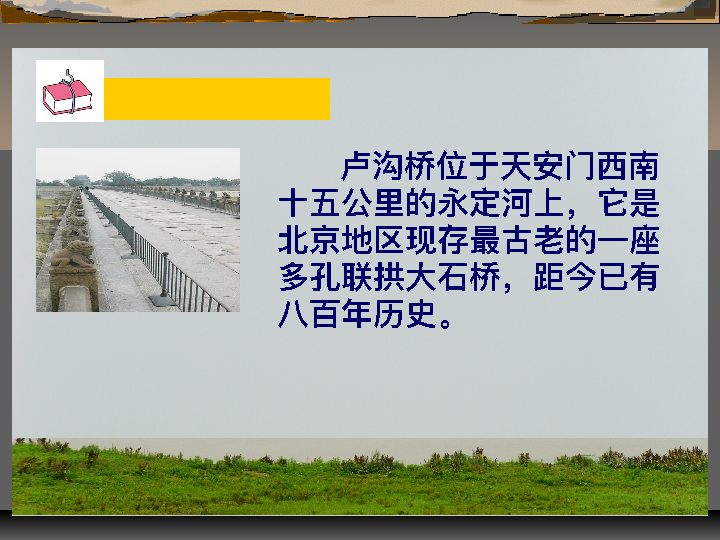 卢沟桥位于天安门西南
十五公里的永定河上，它是
北京地区现存最古老的一座
多孔联拱大石桥，距今已有
八百年历史。